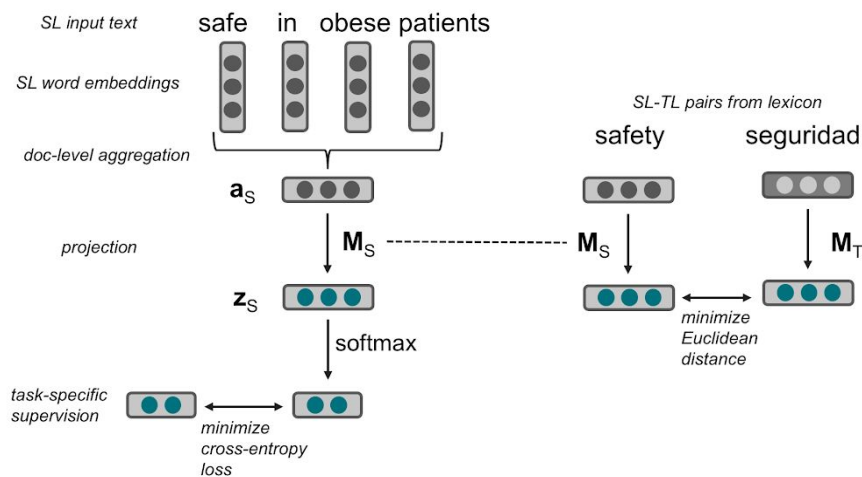 SL input text
safe in obese patients
SL word embeddings
SL-TL pairs from lexicon
safety seguridad
doc-level aggregation
aS
projection
MS
MS
MT
zS
minimize
Euclidean
distance
softmax
task-specific
supervision
minimize
cross-entropy
loss